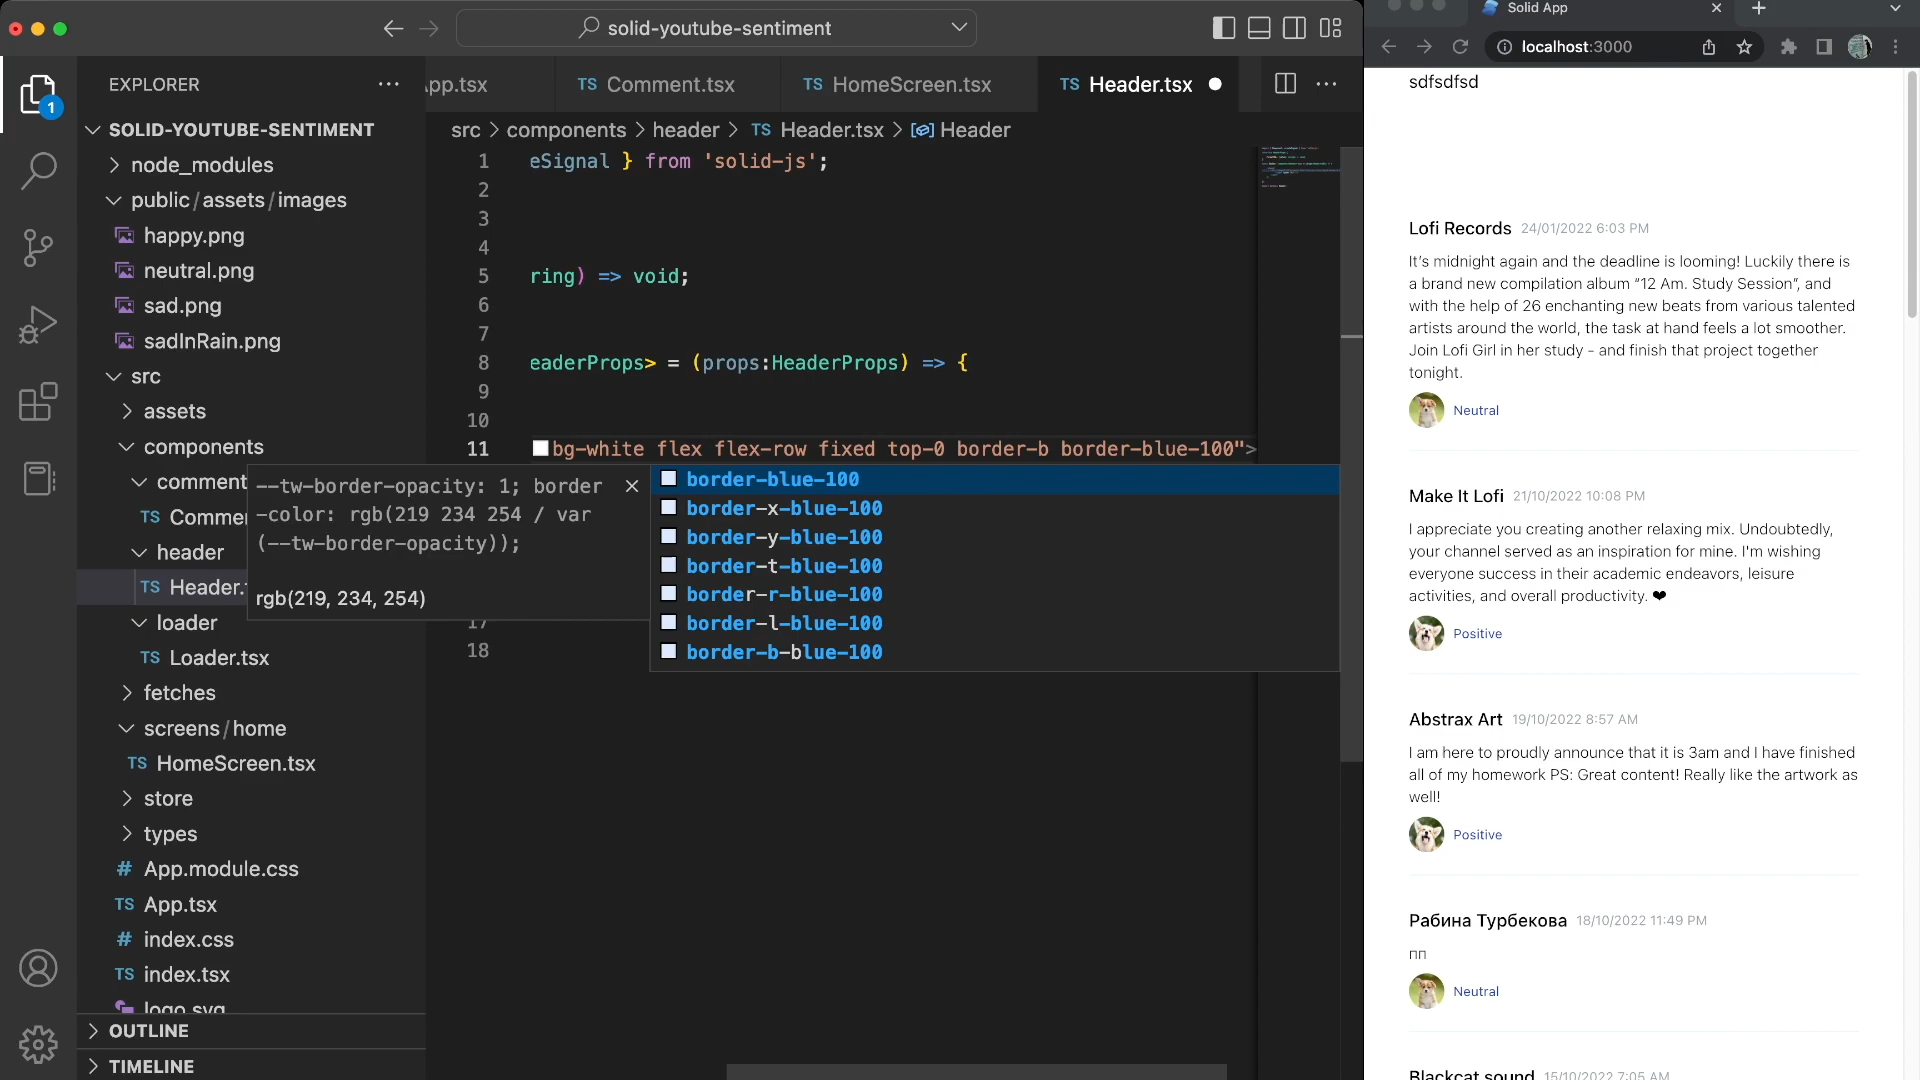 solid-youtube-sentiment
EXPLORER
1
SOLID-YOUTUBE-SENTIMENT
node_modules
public/assets/images
happy.png
neutral.png
sad.png
sadInRain.png
src
assets
components
comment
TS Commen
header
TS Header.
loader
TS Loader.tsx
fetches
screens/home
TS HomeScreen.tsx
store
types
# App.module.css
TS App.tsx
# index.css
TS index.tsx
logo.svg
OUTLINE
TIMELINE
pp.tsx
TS Comment.tsx
TS HomeScreen.tsx
TS Header.tsx
src > components > header > TS Header.tsx > Header
1 eSignal } from 'solid-js';
2
3
4
5 ring) => void;
6
7
8 eaderProps> = (props:HeaderProps) => {
9
10
11 bg-white flex flex-row fixed top-0 border-b border-blue-100">
--tw-border-opacity: 1; border
-color: rgb(219 234 254 / var
(--tw-border-opacity));
rgb(219, 234, 254)
border-blue-100
border-x-blue-100
border-y-blue-100
border-t-blue-100
border-r-blue-100
border-l-blue-100
border-b-blue-100
17
18
Solid App
localhost:3000
sdfsdfsd
Lofi Records 24/01/2022 6:03 PM
It's midnight again and the deadline is looming! Luckily there is
a brand new compilation album “12 Am. Study Session”, and
with the help of 26 enchanting new beats from various talented
artists around the world, the task at hand feels a lot smoother.
Join Lofi Girl in her study - and finish that project together
tonight.
Neutral
Make It Lofi 21/10/2022 10:08 PM
I appreciate you creating another relaxing mix. Undoubtedly,
your channel served as an inspiration for mine. I'm wishing
everyone success in their academic endeavors, leisure
activities, and overall productivity. ❤
Positive
Abstrax Art 19/10/2022 8:57 AM
I am here to proudly announce that it is 3am and I have finished
all of my homework PS: Great content! Really like the artwork as
well!
Positive
Рабина Турбекова 18/10/2022 11:49 PM
пп
Neutral
Blackcat sound 15/10/2022 7:05 AM